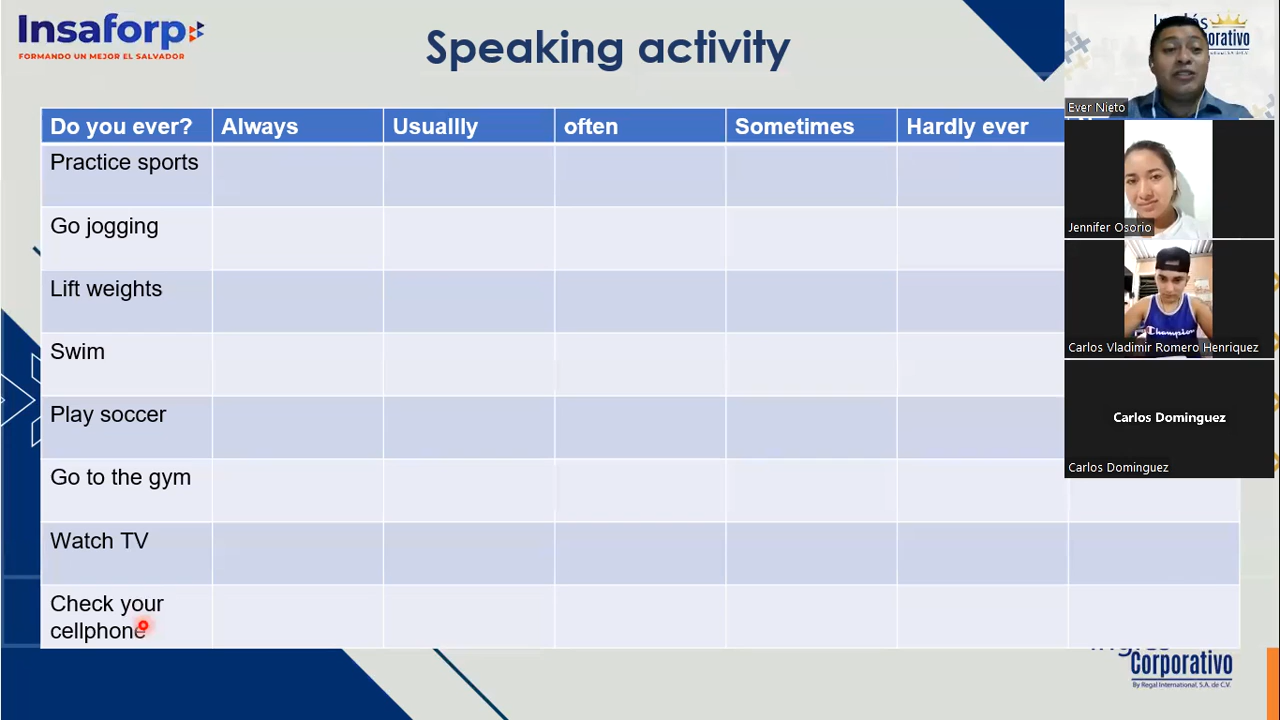 Insaforp
FORMANDO UN MEJOR EL SALVADOR
Speaking activity
Do you ever? Always Usuallly often Sometimes Hardly ever
Practice sports
Go jogging
Lift weights
Swim
Play soccer
Go to the gym
Watch TV
Check your
cellphone
Ever Nieto
Jennifer Osorio
Champion
Carlos Vladimir Romero Henriquez
Carlos Dominguez
Carlos Dominguez
Corporativo
By Regal International, S.A. de C.V.